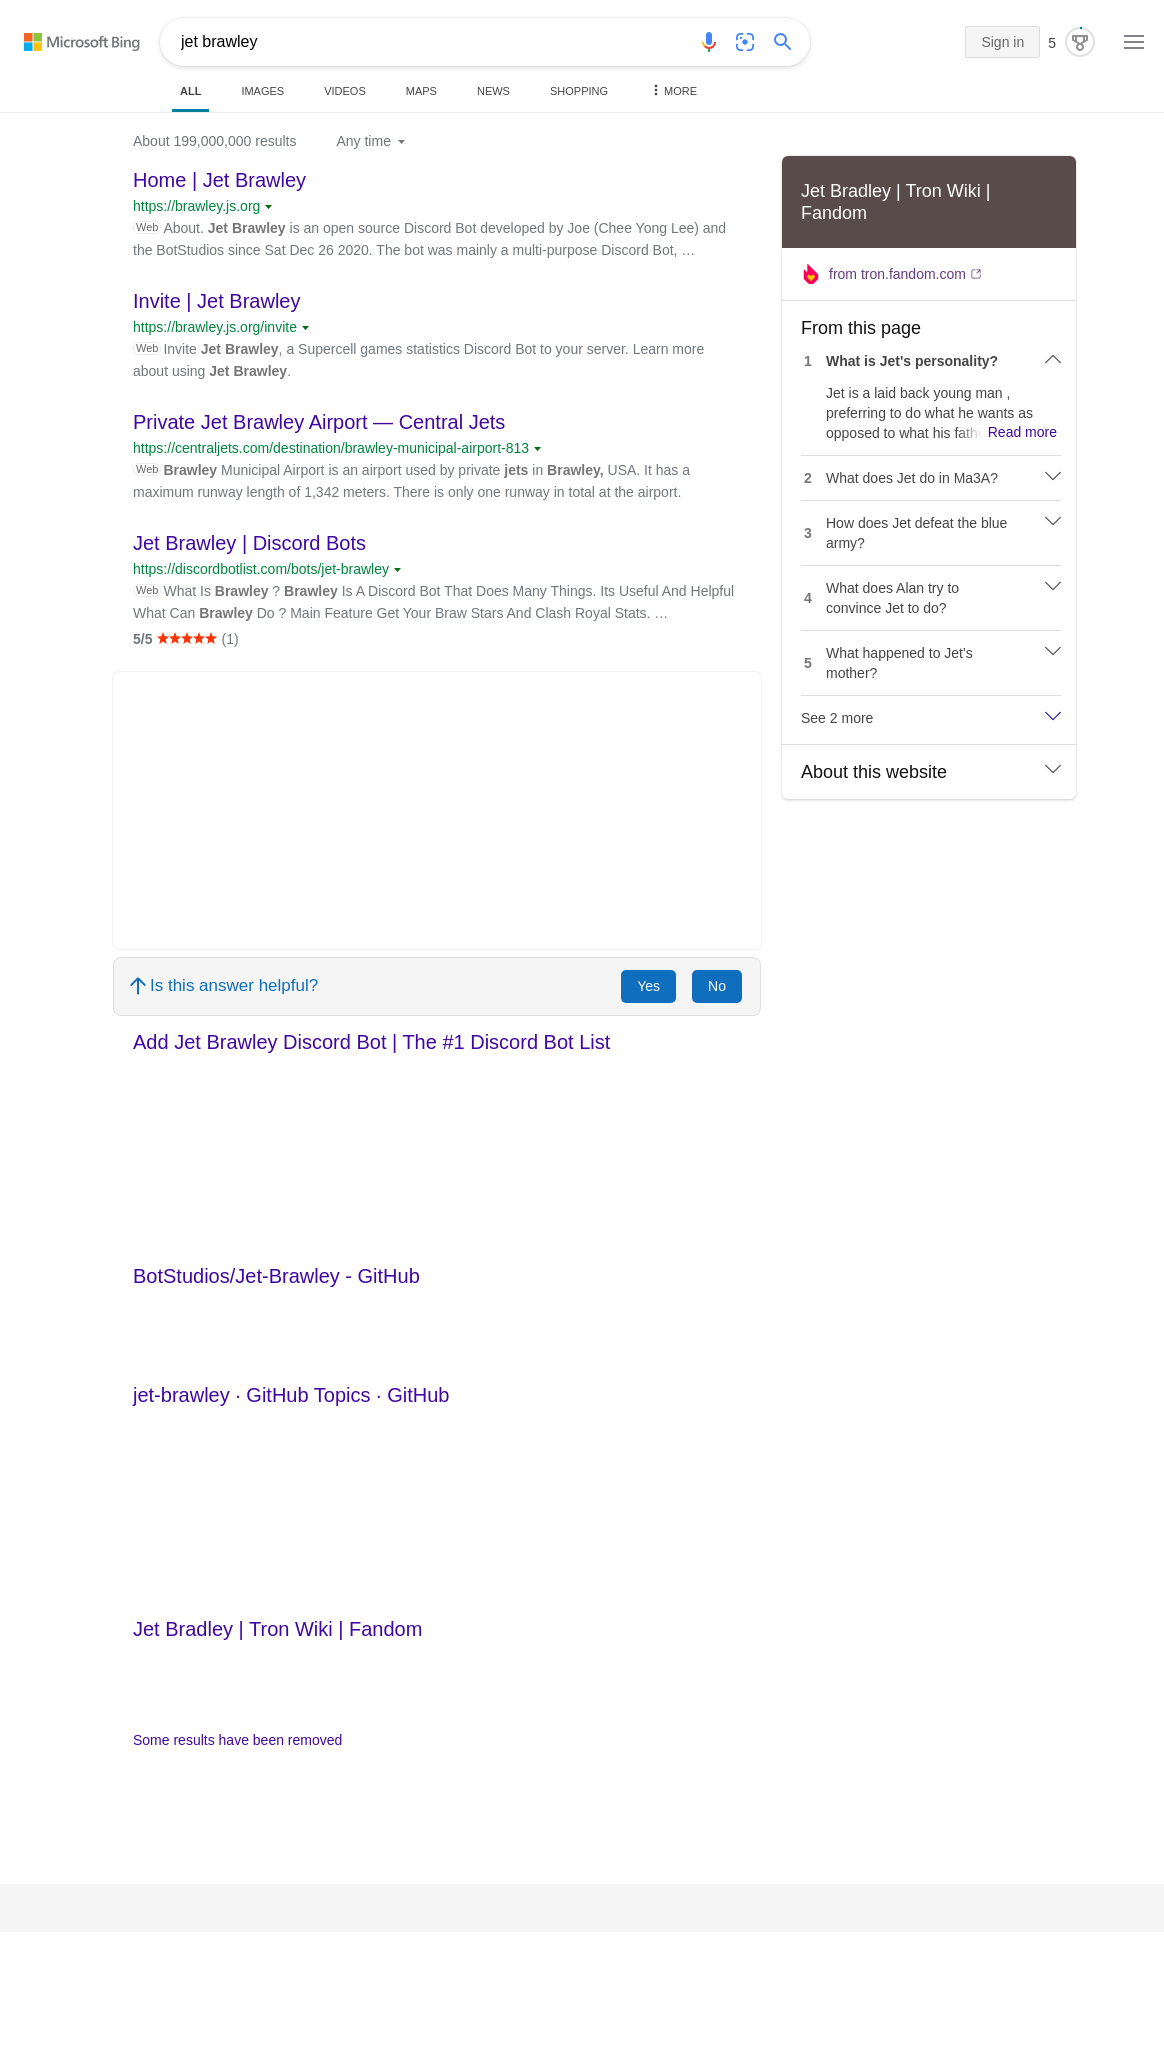 Microsoft Bing
jet brawley
Sign in
5
ALL
IMAGES
VIDEOS
MAPS
NEWS
SHOPPING
MORE
About 199,000,000 results
Any time
Home | Jet Brawley
https://brawley.js.org
Web About. Jet Brawley is an open source Discord Bot developed by Joe (Chee Yong Lee) and
the BotStudios since Sat Dec 26 2020. The bot was mainly a multi-purpose Discord Bot, …
Invite | Jet Brawley
https://brawley.js.org/invite
Web Invite Jet Brawley, a Supercell games statistics Discord Bot to your server. Learn more
about using Jet Brawley.
Private Jet Brawley Airport — Central Jets
https://centraljets.com/destination/brawley-municipal-airport-813
Web Brawley Municipal Airport is an airport used by private jets in Brawley, USA. It has a
maximum runway length of 1,342 meters. There is only one runway in total at the airport.
Jet Brawley | Discord Bots
https://discordbotlist.com/bots/jet-brawley
Web What Is Brawley ? Brawley Is A Discord Bot That Does Many Things. Its Useful And Helpful
What Can Brawley Do ? Main Feature Get Your Braw Stars And Clash Royal Stats. …
5/5 ★★★★★ (1)
Is this answer helpful?
Yes
No
Add Jet Brawley Discord Bot | The #1 Discord Bot List
BotStudios/Jet-Brawley - GitHub
jet-brawley · GitHub Topics · GitHub
Jet Bradley | Tron Wiki | Fandom
Some results have been removed
Jet Bradley | Tron Wiki |
Fandom
from tron.fandom.com
From this page
1 What is Jet's personality?
Jet is a laid back young man ,
preferring to do what he wants as
opposed to what his fath Read more
2 What does Jet do in Ma3A?
3 How does Jet defeat the blue
army?
4 What does Alan try to
convince Jet to do?
5 What happened to Jet's
mother?
See 2 more
About this website